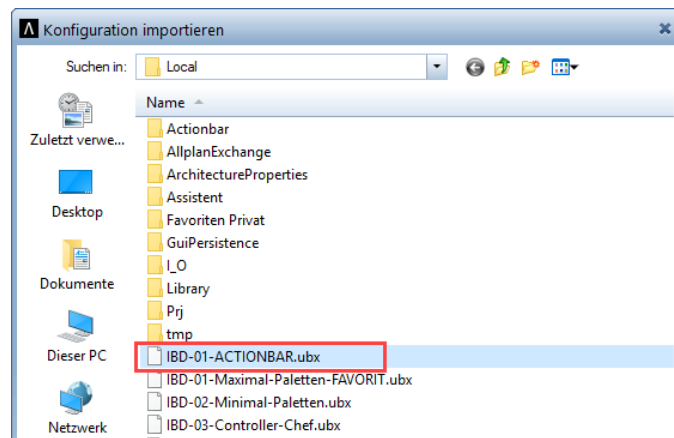 Konfiguration importieren
Suchen in: Local
Name
Zuletzt verwe...
Desktop
Dokumente
Dieser PC
Netzwerk
Actionbar
AllplanExchange
ArchitectureProperties
Assistent
Favoriten Privat
GuiPersistence
I_O
Library
Prj
tmp
IBD-01-ACTIONBAR.ubx
IBD-01-Maximal-Paletten-FAVORIT.ubx
IBD-02-Minimal-Paletten.ubx
IBD-03-Controller-Chef.ubx